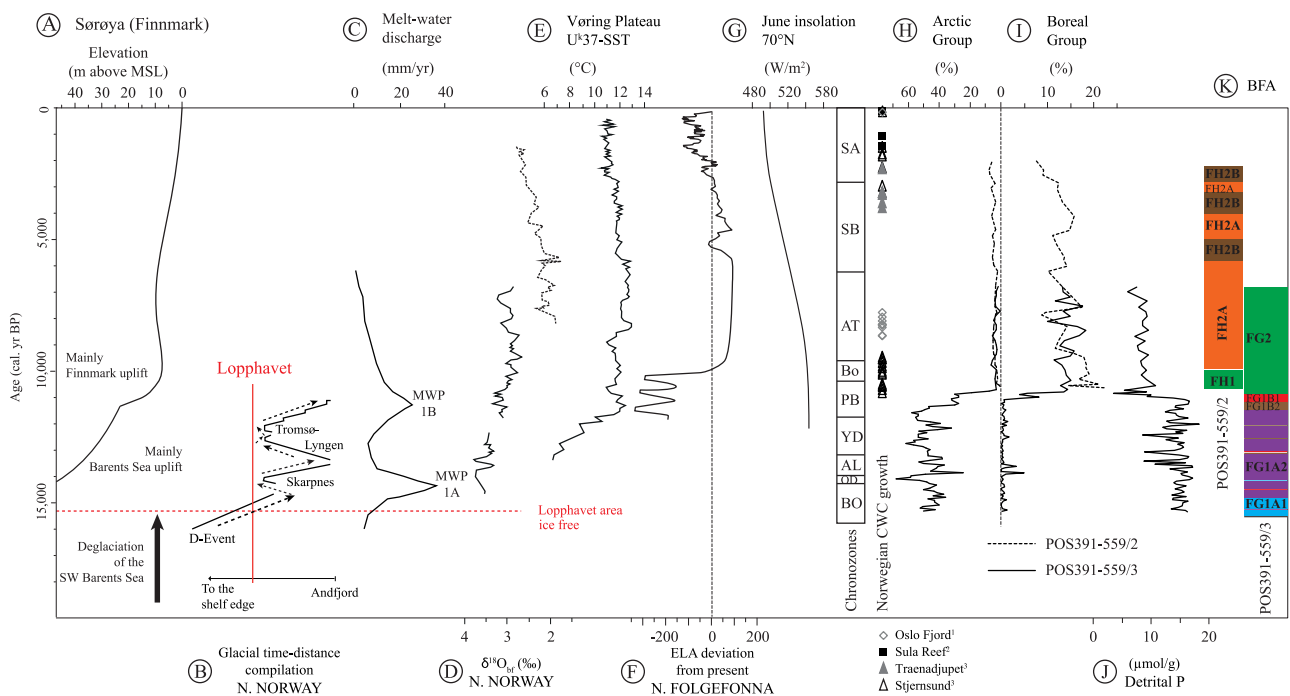 A Sørøya (Finnmark)
Elevation
(m above MSL)
40 30 20 10 0
C Melt-water
discharge
(mm/yr)
0 20 40
E Vøring Plateau
Uᵏ37-SST
(°C)
6 8 10 12 14
G June insolation
70°N
(W/m²)
480 520 560 580
H Arctic
Group
(%)
60 40 20 0
I Boreal
Group
(%)
10 20
K BFA
Age (cal. yr BP)
0
5,000
10,000
15,000
Mainly
Finnmark uplift
Mainly
Barents Sea uplift
Deglaciation
of the
SW Barents Sea
Lopphavet
Tromsø-
Lyngen
Skarpnes
D-Event
To the
shelf edge
Andfjord
MWP
1B
MWP
1A
Lopphavet area
ice free
SA
SB
AT
Bo
PB
YD
AL
OD
BO
Chronozones
Norwegian CWC growth
FH2B
FH2A
FH2B
FH2A
FH2B
FH2A
FH1
POS391-559/2
FG2
FG1B1
FG1B2
FG1A2
FG1A1
POS391-559/3
POS391-559/2
POS391-559/3
B Glacial time-distance
compilation
N. NORWAY
4 3 2
D δ¹⁸O_bf (‰)
N. NORWAY
-200 0 200
F ELA deviation
from present
N. FOLGEFONNA
Oslo Fjord¹
Sula Reef²
Traenadjupet³
Stjernsund³
0 10 20
J (µmol/g)
Detrital P